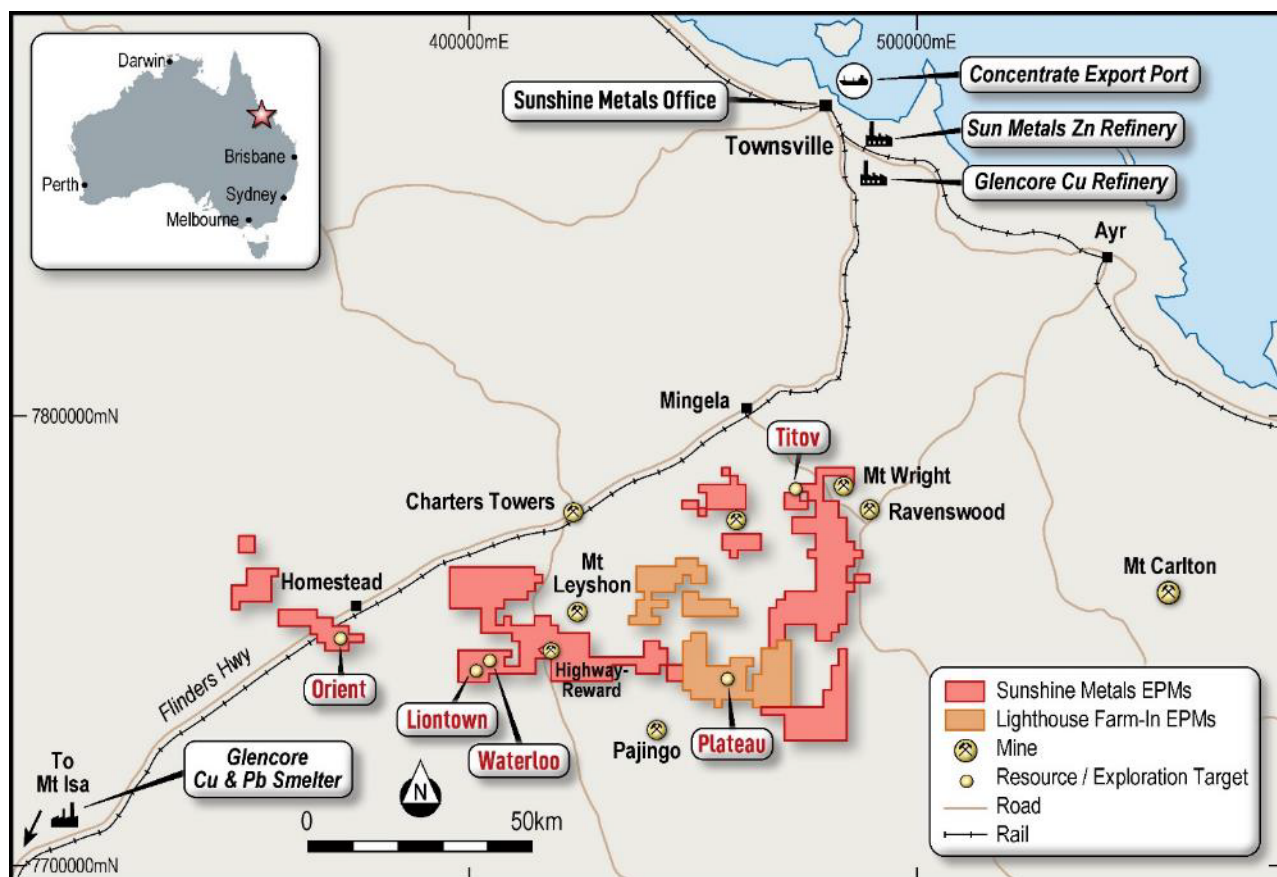 400000mE
500000mE
Darwin
Brisbane
Perth
Sydney
Melbourne
Sunshine Metals Office
Concentrate Export Port
Townsville
Sun Metals Zn Refinery
Glencore Cu Refinery
Ayr
7800000mN
Mingela
Titov
Mt Wright
Charters Towers
Ravenswood
Homestead
Mt
Leyshon
Mt Carlton
Orient
Highway-
Reward
Flinders Hwy
Liontown
Waterloo
Pajingo
Plateau
To
Mt Isa
Glencore
Cu & Pb Smelter
N
0
50km
7700000mN
Sunshine Metals EPMs
Lighthouse Farm-In EPMs
Mine
Resource / Exploration Target
Road
Rail